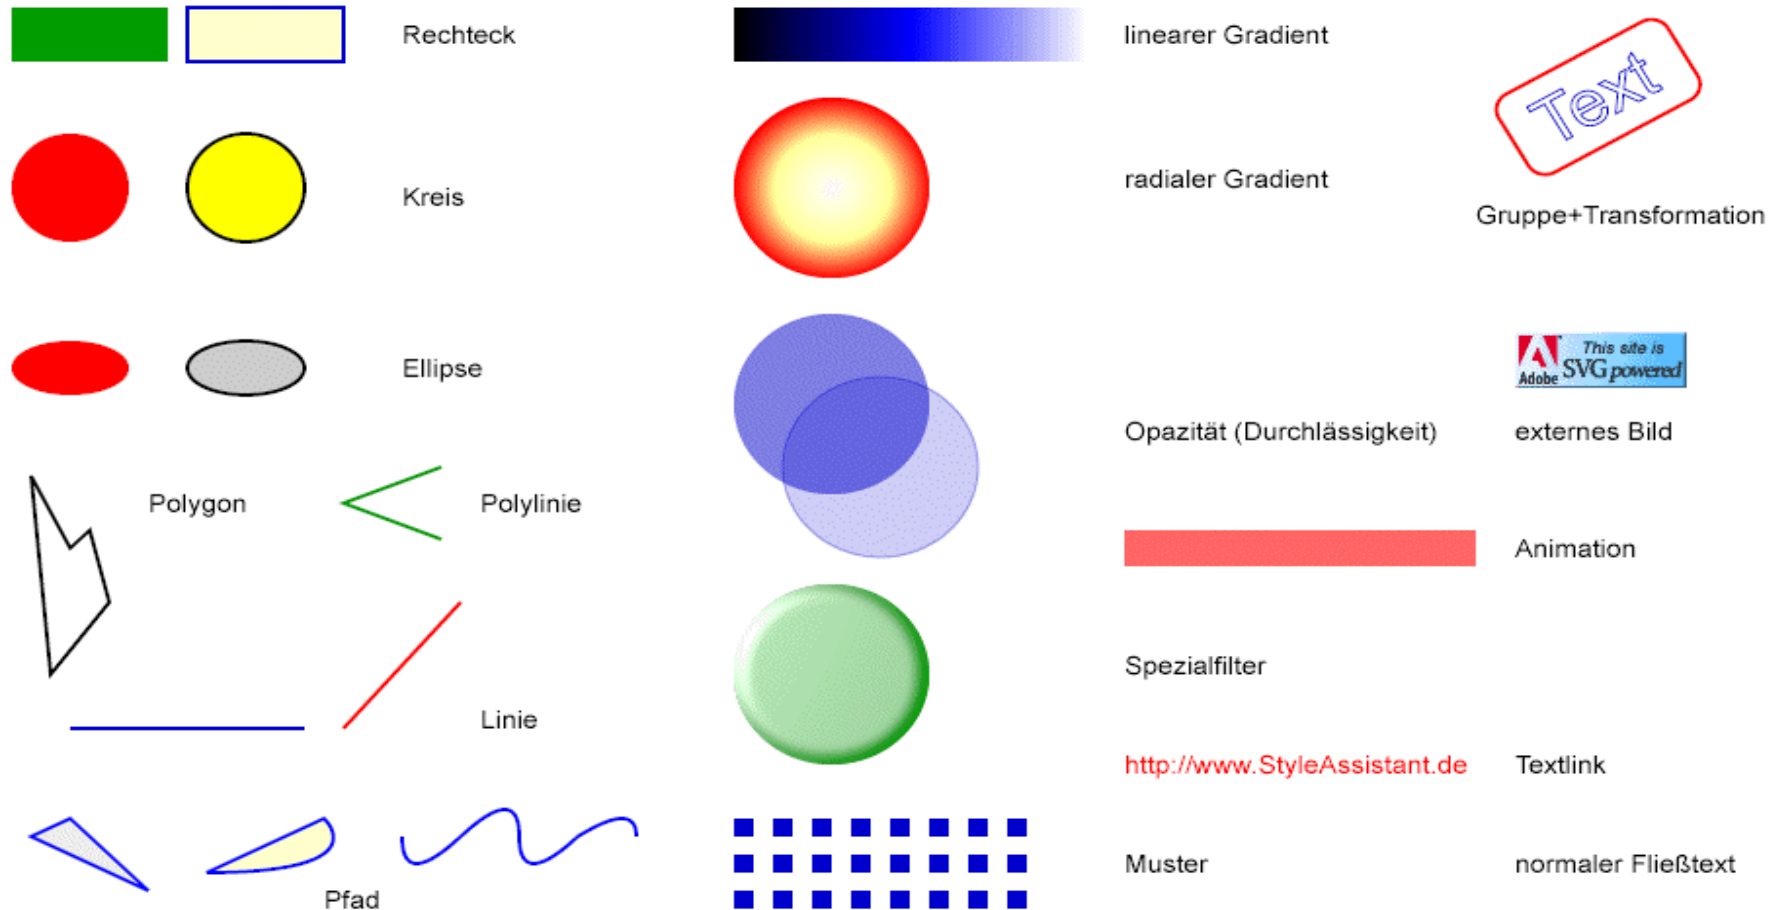 Rechteck
linearer Gradient
Text
Kreis
radialer Gradient
Gruppe+Transformation
Ellipse
Adobe
This site is
SVG powered
Opazität (Durchlässigkeit)
externes Bild
Polygon
Polylinie
Animation
Spezialfilter
Linie
http://www.StyleAssistant.de
Textlink
Pfad
Muster
normaler Fließtext